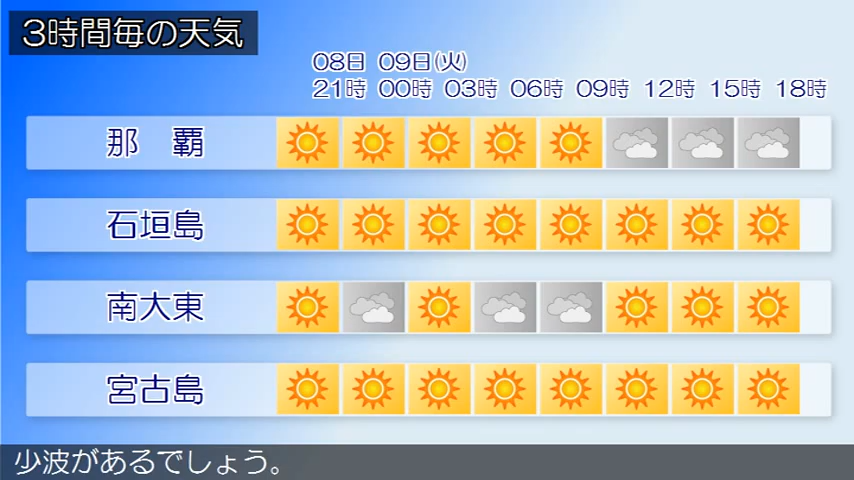 3時間毎の天気
08日 09日(火)
21時 00時 03時 06時 09時 12時 15時 18時
那 覇
石垣島
南大東
宮古島
少波があるでしょう。